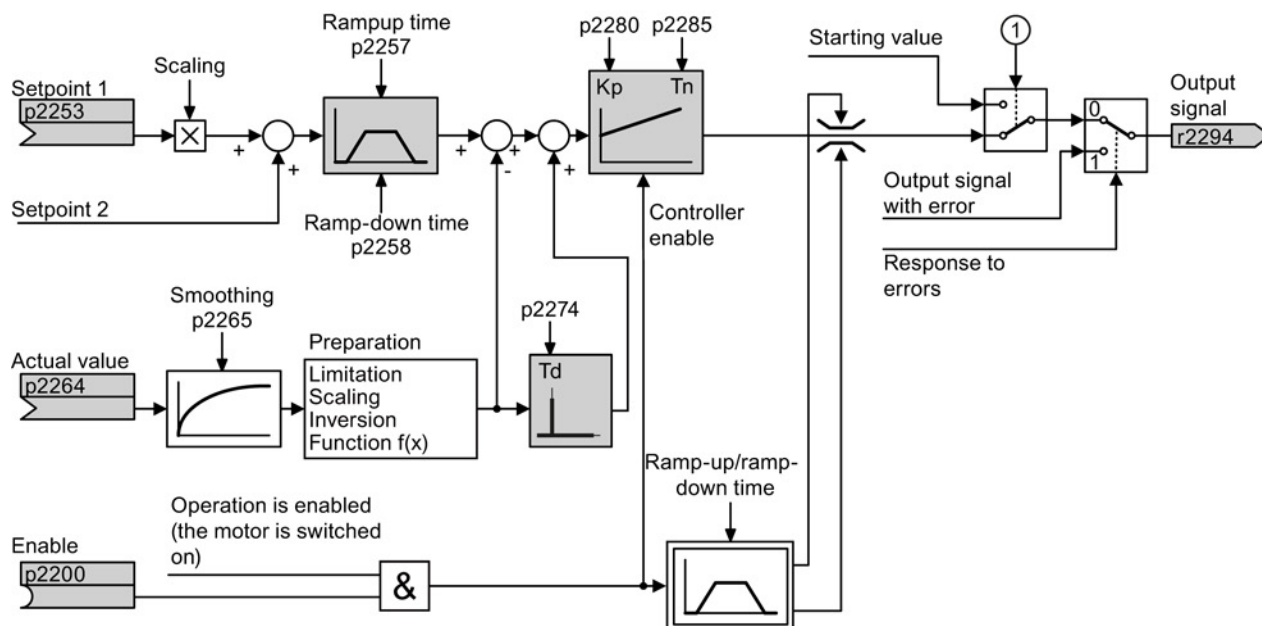 Rampup time
p2257
p2280
p2285
Starting value
1
Scaling
Setpoint 1
p2253
Kp
Tn
Output
signal
r2294
0
1
+
+
+
-
+
+
Setpoint 2
Ramp-down time
p2258
Controller
enable
Output signal
with error
Response to
errors
Smoothing
p2265
p2274
Preparation
Actual value
p2264
Limitation
Scaling
Inversion
Function f(x)
Td
Ramp-up/ramp-
down time
Operation is enabled
(the motor is switched
on)
Enable
p2200
&